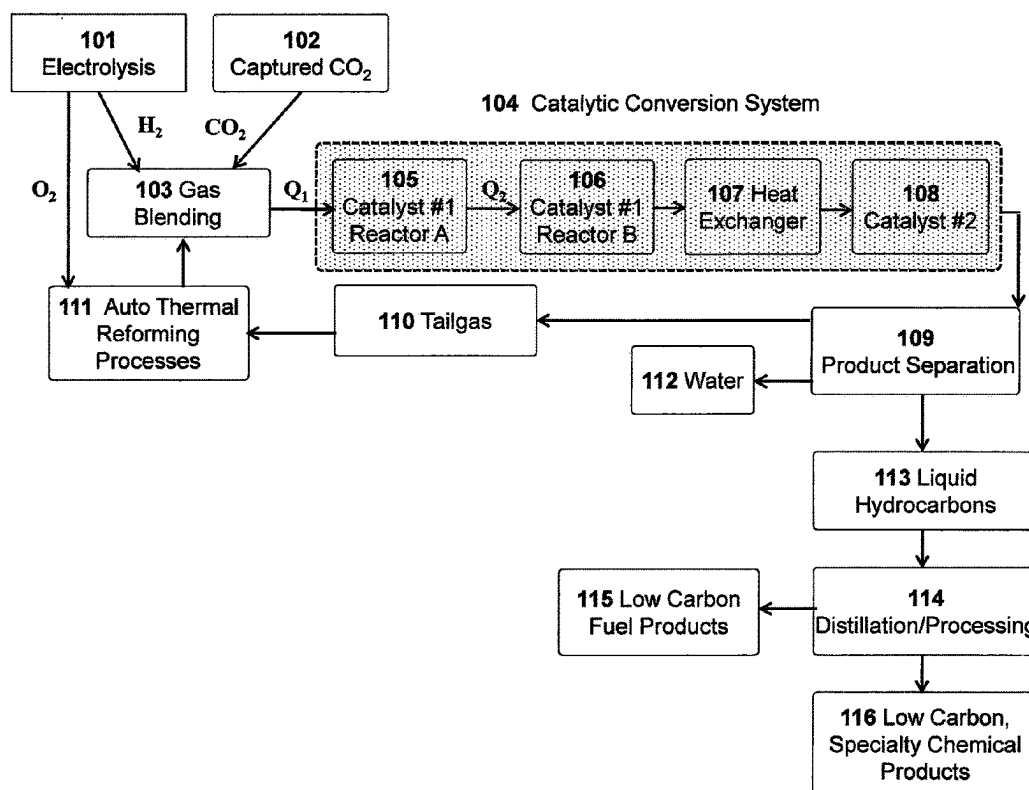 101
Electrolysis
102
Captured CO₂
104 Catalytic Conversion System
H₂
CO₂
O₂
103 Gas
Blending
Q₁
105
Catalyst #1
Reactor A
Q₂
106
Catalyst #1
Reactor B
107 Heat
Exchanger
108
Catalyst #2
111 Auto Thermal
Reforming
Processes
110 Tailgas
109
Product Separation
112 Water
113 Liquid
Hydrocarbons
115 Low Carbon
Fuel Products
114
Distillation/Processing
116 Low Carbon,
Specialty Chemical
Products